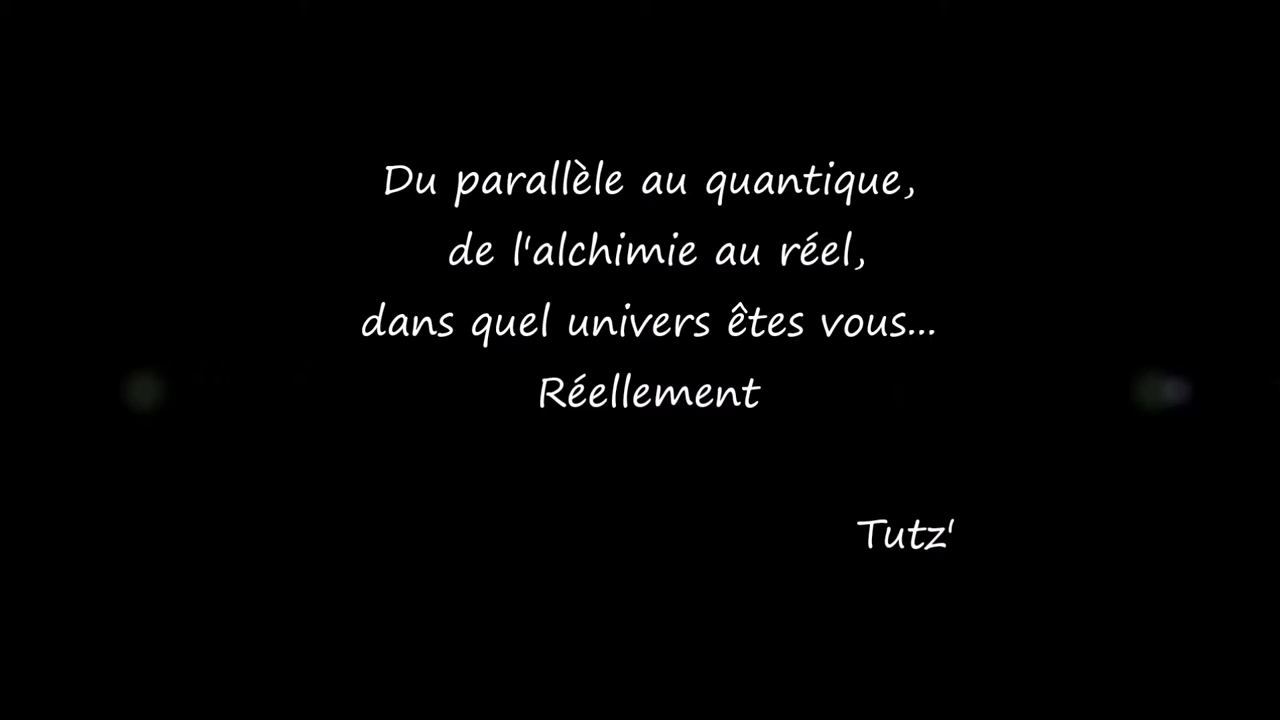 Du parallèle au quantique,
de l'alchimie au réel,
dans quel univers êtes vous...
Réellement
Tutz'